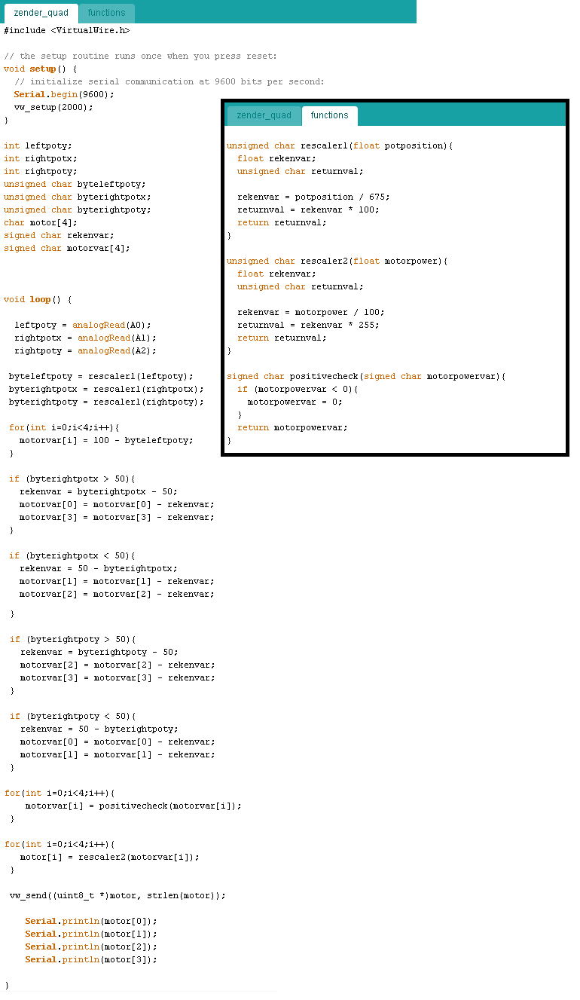 zender_quad functions
#include <VirtualWire.h>
// the setup routine runs once when you press reset:
void setup() {
// initialize serial communication at 9600 bits per second:
Serial.begin(9600);
vw_setup(2000);
}
int leftpoty;
int rightpotx;
int rightpoty;
unsigned char byteleftpoty;
unsigned char byterightpotx;
unsigned char byterightpoty;
char motor[4];
signed char rekenvar;
signed char motorvar[4];
void loop() {
leftpoty = analogRead(A0);
rightpotx = analogRead(A1);
rightpoty = analogRead(A2);
byteleftpoty = rescaler1(leftpoty);
byterightpotx = rescaler1(rightpotx);
byterightpoty = rescaler1(rightpoty);
for(int i=0;i<4;i++){
motorvar[i] = 100 - byteleftpoty;
}
if (byterightpotx > 50){
rekenvar = byterightpotx - 50;
motorvar[0] = motorvar[0] - rekenvar;
motorvar[3] = motorvar[3] - rekenvar;
}
if (byterightpotx < 50){
rekenvar = 50 - byterightpotx;
motorvar[1] = motorvar[1] - rekenvar;
motorvar[2] = motorvar[2] - rekenvar;
}
if (byterightpoty > 50){
rekenvar = byterightpoty - 50;
motorvar[2] = motorvar[2] - rekenvar;
motorvar[3] = motorvar[3] - rekenvar;
}
if (byterightpoty < 50){
rekenvar = 50 - byterightpoty;
motorvar[0] = motorvar[0] - rekenvar;
motorvar[1] = motorvar[1] - rekenvar;
}
for(int i=0;i<4;i++){
motorvar[i] = positivecheck(motorvar[i]);
}
for(int i=0;i<4;i++){
motor[i] = rescaler2(motorvar[i]);
}
vw_send((uint8_t *)motor, strlen(motor));
Serial.println(motor[0]);
Serial.println(motor[1]);
Serial.println(motor[2]);
Serial.println(motor[3]);
}
zender_quad functions
unsigned char rescaler1(float potposition){
float rekenvar;
unsigned char returnval;
rekenvar = potposition / 675;
returnval = rekenvar * 100;
return returnval;
}
unsigned char rescaler2(float motorpower){
float rekenvar;
unsigned char returnval;
rekenvar = motorpower / 100;
returnval = rekenvar * 255;
return returnval;
}
signed char positivecheck(signed char motorpowervar){
if (motorpowervar < 0){
motorpowervar = 0;
}
return motorpowervar;
}